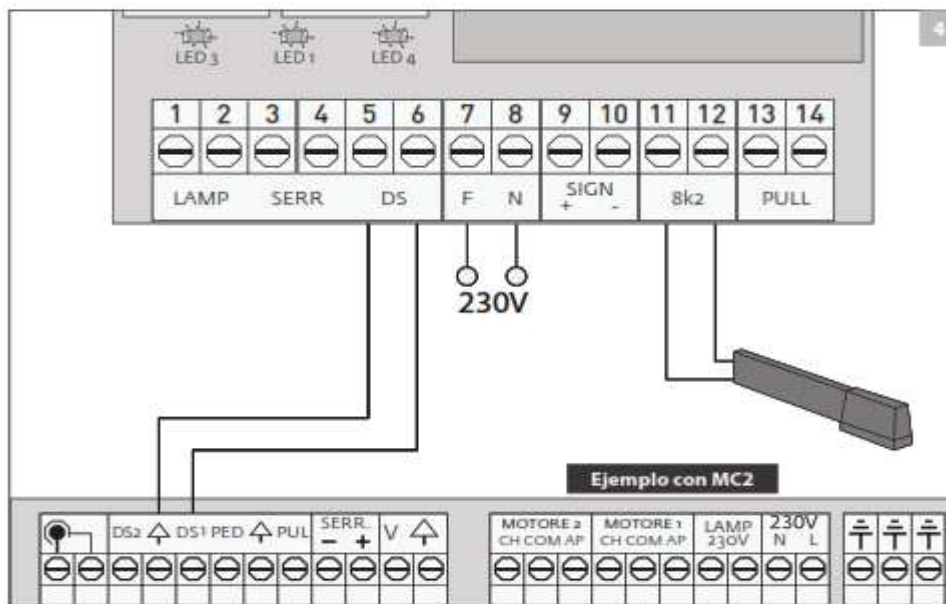 4
LED 3 LED 1 LED 4
1 2 3 4 5 6 7 8 9 10 11 12 13 14
LAMP SERR DS F N SIGN + - 8k2 PULL
230V
Ejemplo con MC2
DS2 DS1 PED PUL SERR. - + V
MOTORE 2 MOTORE 1 LAMP 230V
CH COM AP CH COM AP 230V N L